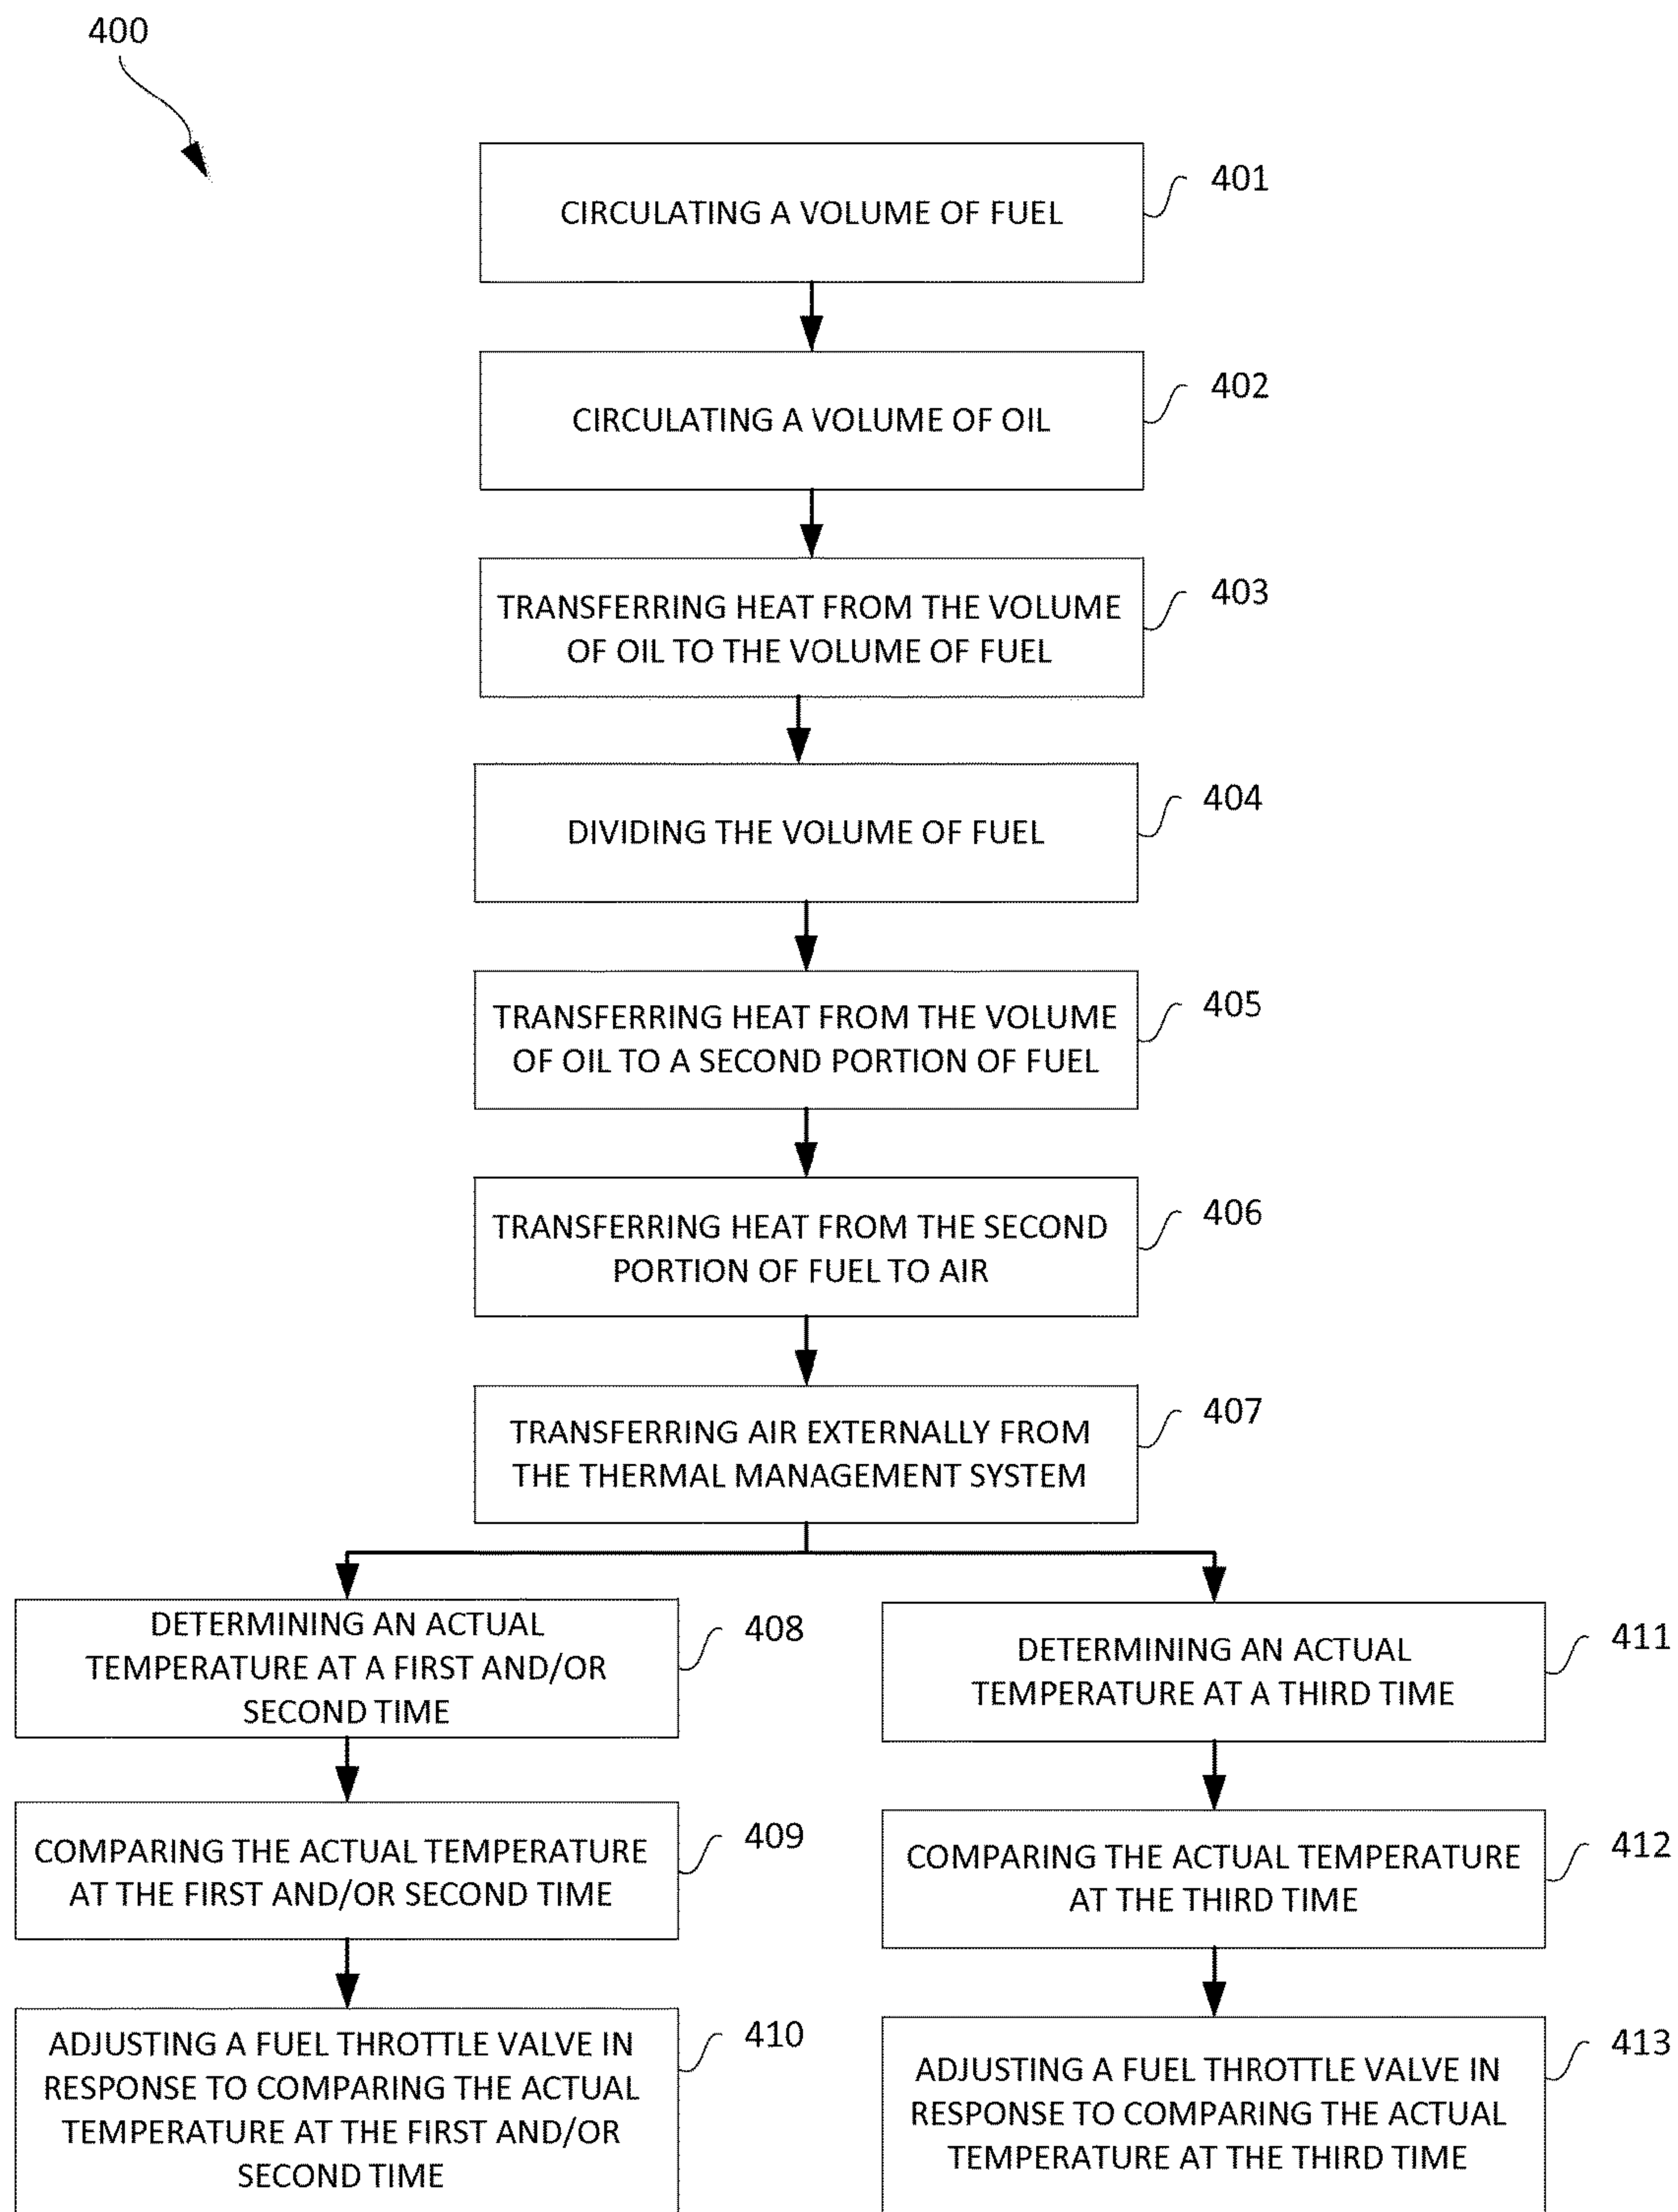 400
CIRCULATING A VOLUME OF FUEL
401
CIRCULATING A VOLUME OF OIL
402
TRANSFERRING HEAT FROM THE VOLUME
OF OIL TO THE VOLUME OF FUEL
403
DIVIDING THE VOLUME OF FUEL
404
TRANSFERRING HEAT FROM THE VOLUME
OF OIL TO A SECOND PORTION OF FUEL
405
TRANSFERRING HEAT FROM THE SECOND
PORTION OF FUEL TO AIR
406
TRANSFERRING AIR EXTERNALLY FROM
THE THERMAL MANAGEMENT SYSTEM
407
DETERMINING AN ACTUAL
TEMPERATURE AT A FIRST AND/OR
SECOND TIME
408
COMPARING THE ACTUAL TEMPERATURE
AT THE FIRST AND/OR SECOND TIME
409
ADJUSTING A FUEL THROTTLE VALVE IN
RESPONSE TO COMPARING THE ACTUAL
TEMPERATURE AT THE FIRST AND/OR
SECOND TIME
410
DETERMINING AN ACTUAL
TEMPERATURE AT A THIRD TIME
411
COMPARING THE ACTUAL TEMPERATURE
AT THE THIRD TIME
412
ADJUSTING A FUEL THROTTLE VALVE IN
RESPONSE TO COMPARING THE ACTUAL
TEMPERATURE AT THE THIRD TIME
413